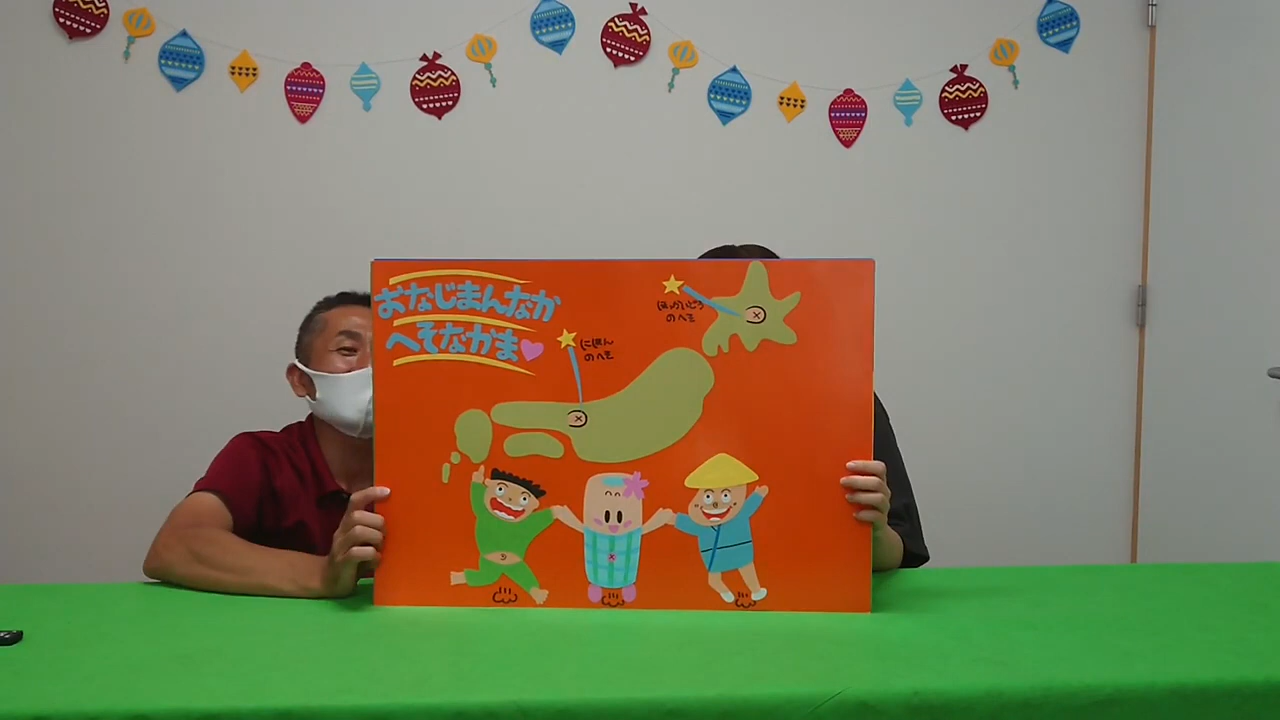 おなじまんなか
へそなかま
ほっかいどう
のへそ
にほん
のへそ